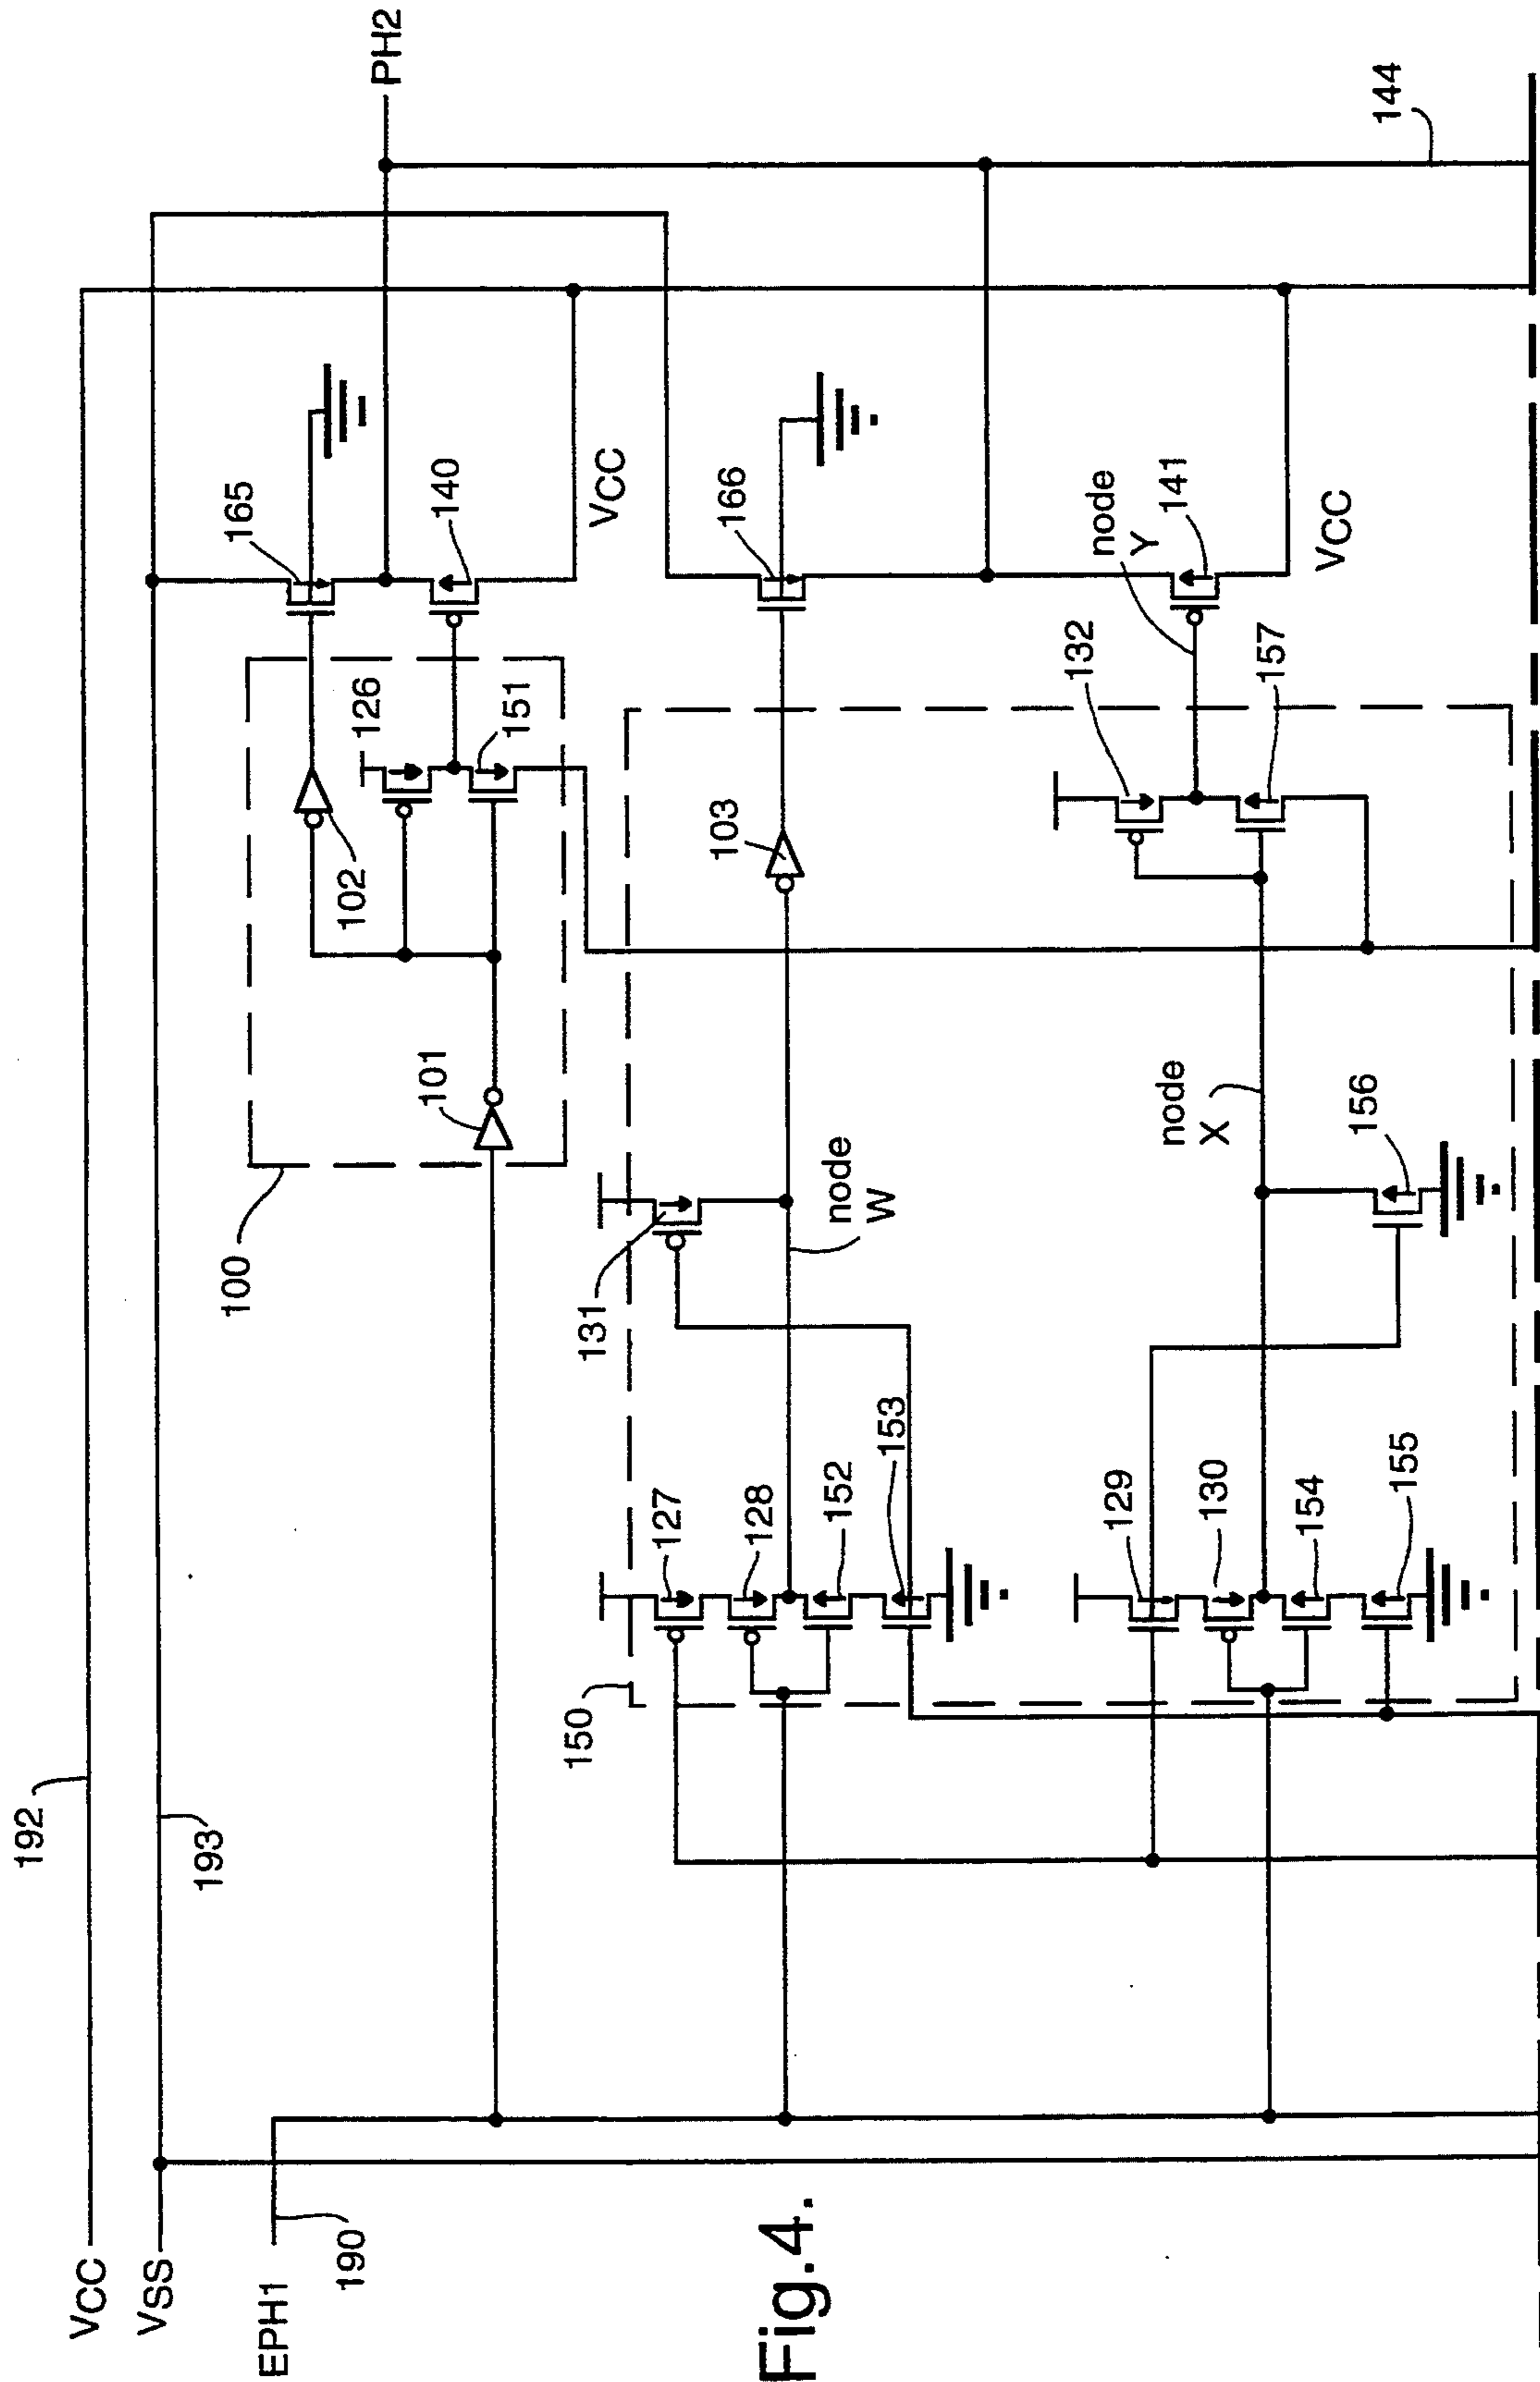 VCC
192
VSS
193
EPH1
190
PH2
144
100
101
102
126
151
165
140
VCC
150
127
128
152
153
131
node
W
103
166
129
130
154
155
156
node
X
132
157
node
Y
141
VCC
Fig.4.